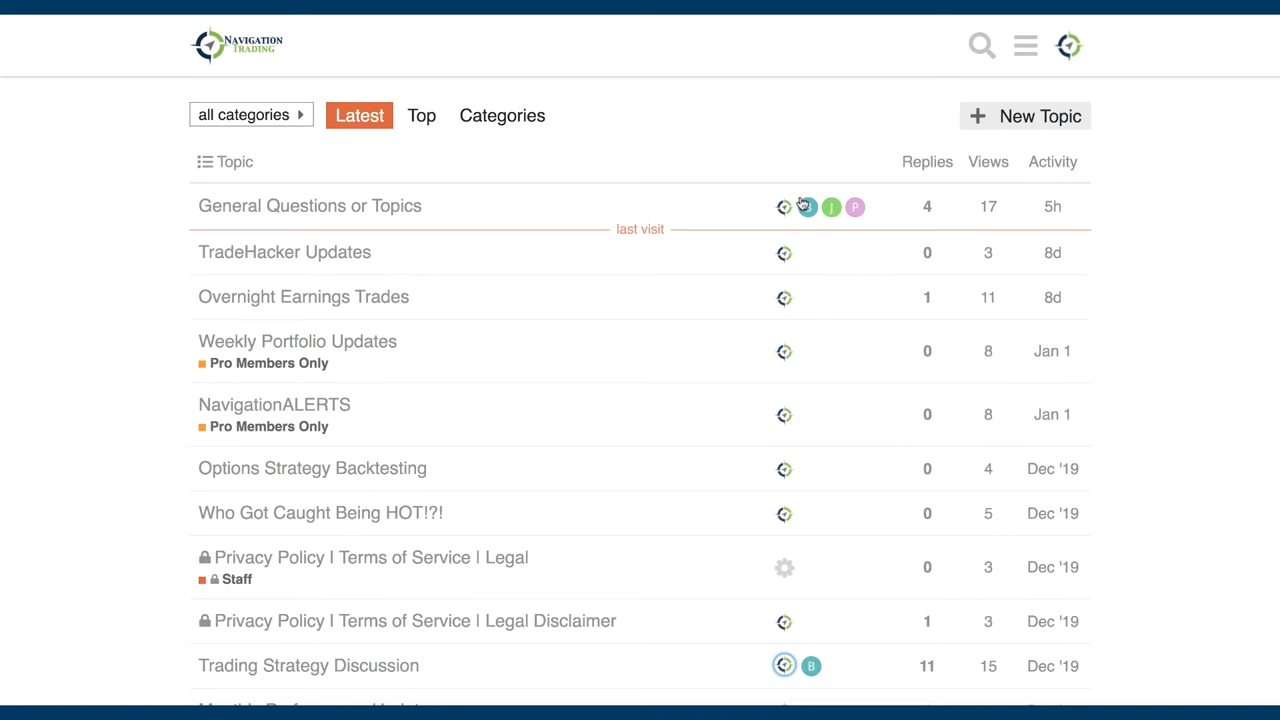 NAVIGATION
TRADING
all categories
Latest
Top
Categories
New Topic
Topic
Replies
Views
Activity
General Questions or Topics
J
P
4
17
5h
last visit
TradeHacker Updates
0
3
8d
Overnight Earnings Trades
1
11
8d
Weekly Portfolio Updates
Pro Members Only
0
8
Jan 1
NavigationALERTS
Pro Members Only
0
8
Jan 1
Options Strategy Backtesting
0
4
Dec '19
Who Got Caught Being HOT!?!
0
5
Dec '19
Privacy Policy | Terms of Service | Legal
Staff
0
3
Dec '19
Privacy Policy | Terms of Service | Legal Disclaimer
1
3
Dec '19
Trading Strategy Discussion
B
11
15
Dec '19